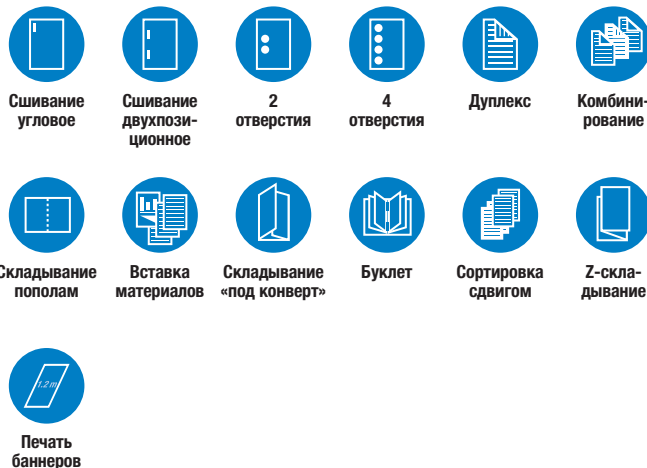 Сшивание
угловое
Сшивание
двухпози-
ционное
2
отверстия
4
отверстия
Дуплекс
Комбини-
рование
Складывание
пополам
Вставка
материалов
Складывание
«под конверт»
Буклет
Сортировка
сдвигом
Z-скла-
дывание
1.2 m
Печать
баннеров